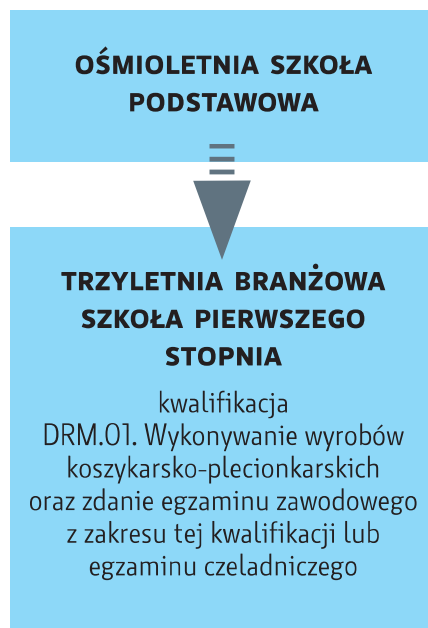 OŚMIOLETNIA SZKOŁA
PODSTAWOWA
TRZYLETNIA BRANŻOWA
SZKOŁA PIERWSZEGO
STOPNIA
kwalifikacja
DRM.01. Wykonywanie wyrobów
koszykarsko-plecionkarskich
oraz zdanie egzaminu zawodowego
z zakresu tej kwalifikacji lub
egzaminu czeladniczego